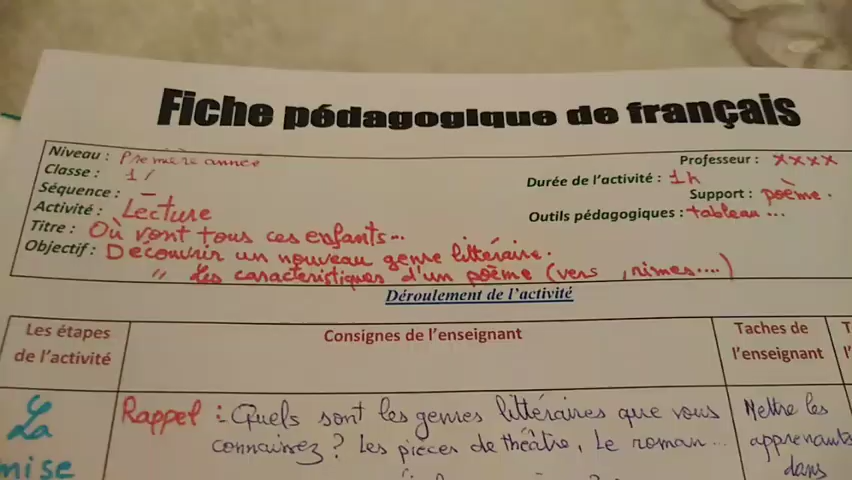 Fiche pédagogique de français
Niveau : Première année
Classe : 1/
Séquence : –
Activité : Lecture
Titre : Où vont tous ces enfants...
Objectif : Découvrir un nouveau genre littéraire.
" les caractéristiques d'un poème (vers, rimes....)
Professeur : xxxx
Durée de l'activité : 1h
Support : poème.
Outils pédagogiques : tableau ...
Déroulement de l'activité
Les étapes de l'activité
Consignes de l'enseignant
Taches de l'enseignant
T
l'
La mise
Rappel : Quels sont les genres littéraires que vous
connaissez ? Les pièces de théâtre, Le roman...
Mettre les
apprenants
dans